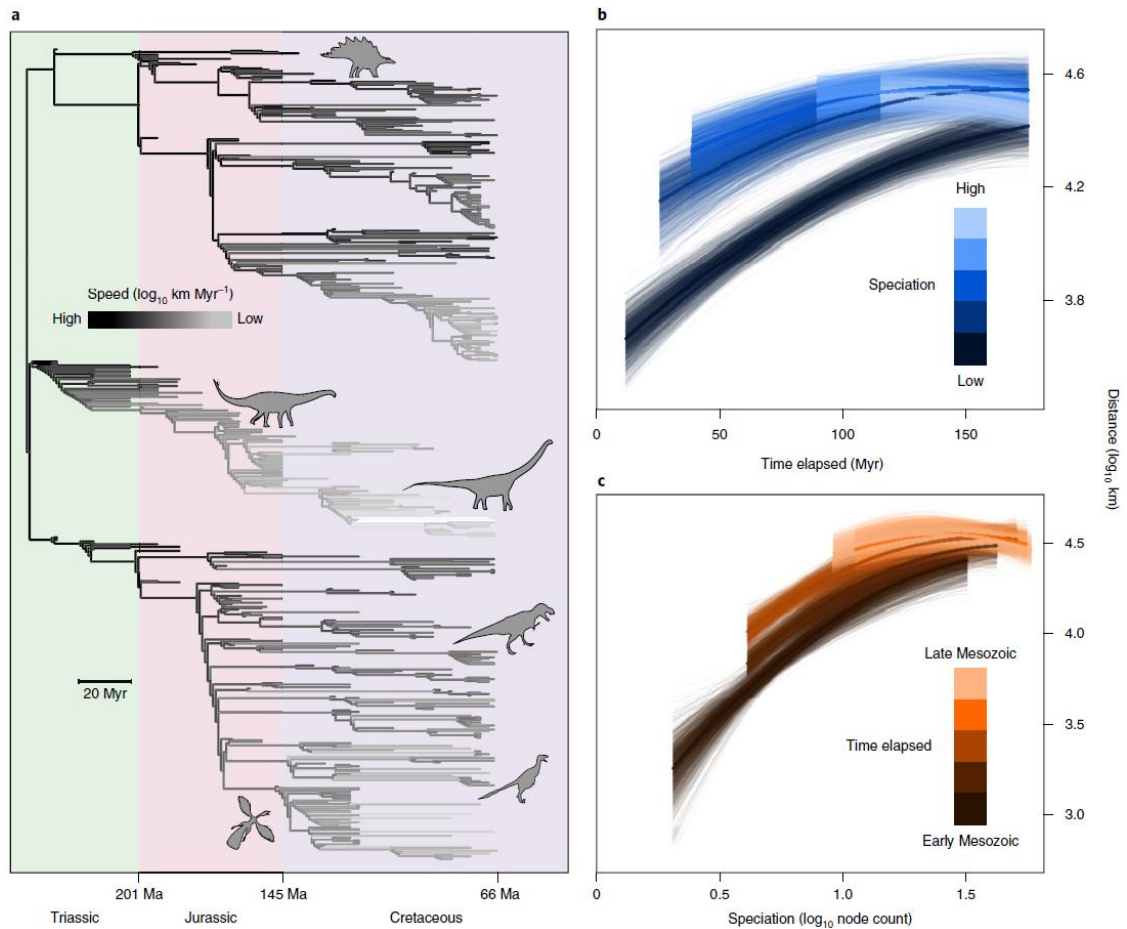 a
Speed (log10 km Myr−1)
High Low
20 Myr
201 Ma 145 Ma 66 Ma
Triassic Jurassic Cretaceous
b
4.6
4.2
3.8
High
Speciation
Low
0 50 100 150
Time elapsed (Myr)
Distance (log10 km)
c
4.5
4.0
3.5
3.0
Late Mesozoic
Time elapsed
Early Mesozoic
0 0.5 1.0 1.5
Speciation (log10 node count)